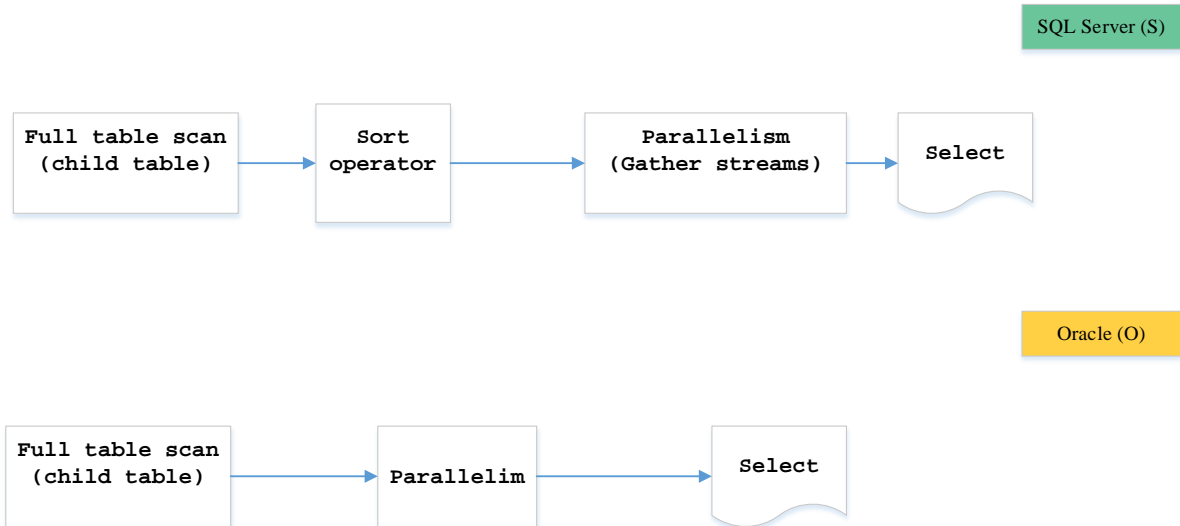 SQL Server (S)
Full table scan
(child table)
Sort
operator
Parallelism
(Gather streams)
Select
Oracle (O)
Full table scan
(child table)
Parallelim
Select